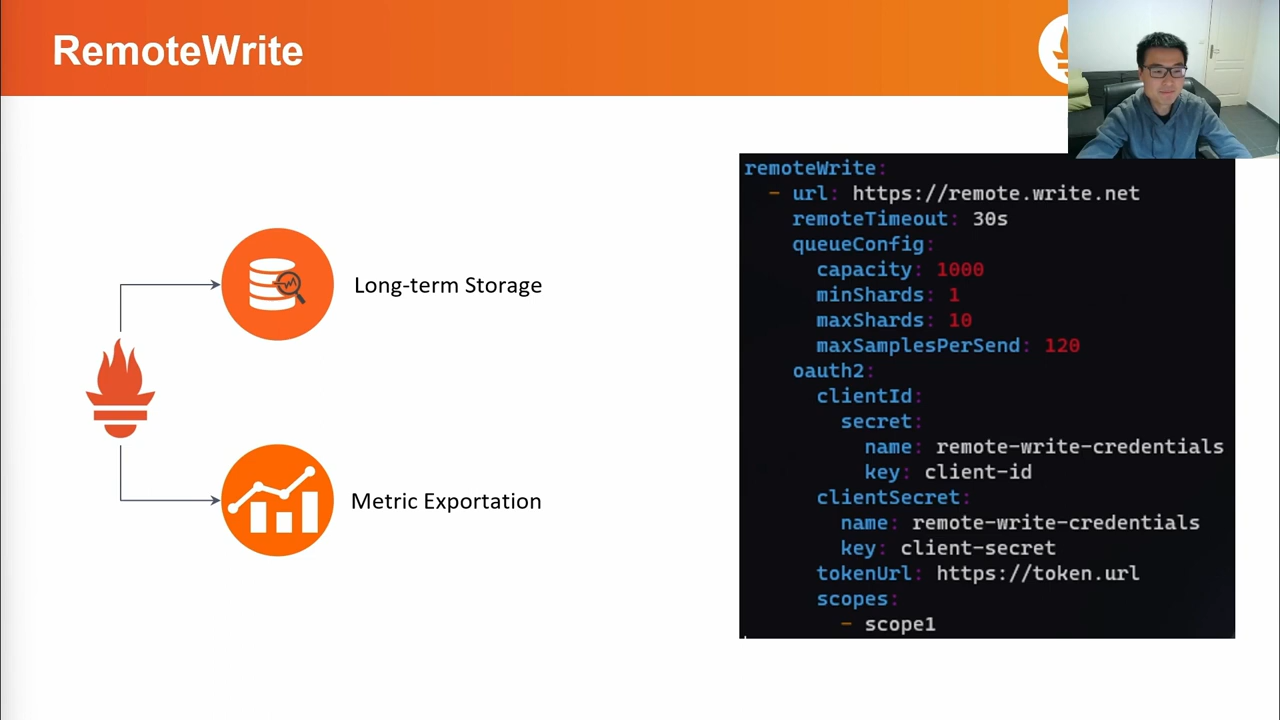 RemoteWrite
Long-term Storage
Metric Exportation
remoteWrite:
- url: https://remote.write.net
remoteTimeout: 30s
queueConfig:
capacity: 1000
minShards: 1
maxShards: 10
maxSamplesPerSend: 120
oauth2:
clientId:
secret:
name: remote-write-credentials
key: client-id
clientSecret:
name: remote-write-credentials
key: client-secret
tokenUrl: https://token.url
scopes:
- scope1